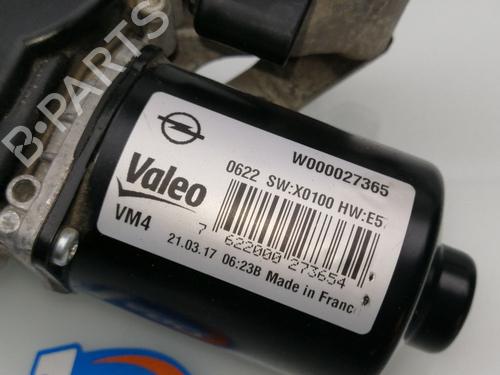 W000027365
Valeo
0622 SW:X0100 HW:E5
VM4
7 622000 273654
21.03.17 06:23B Made in France
B-PARTS